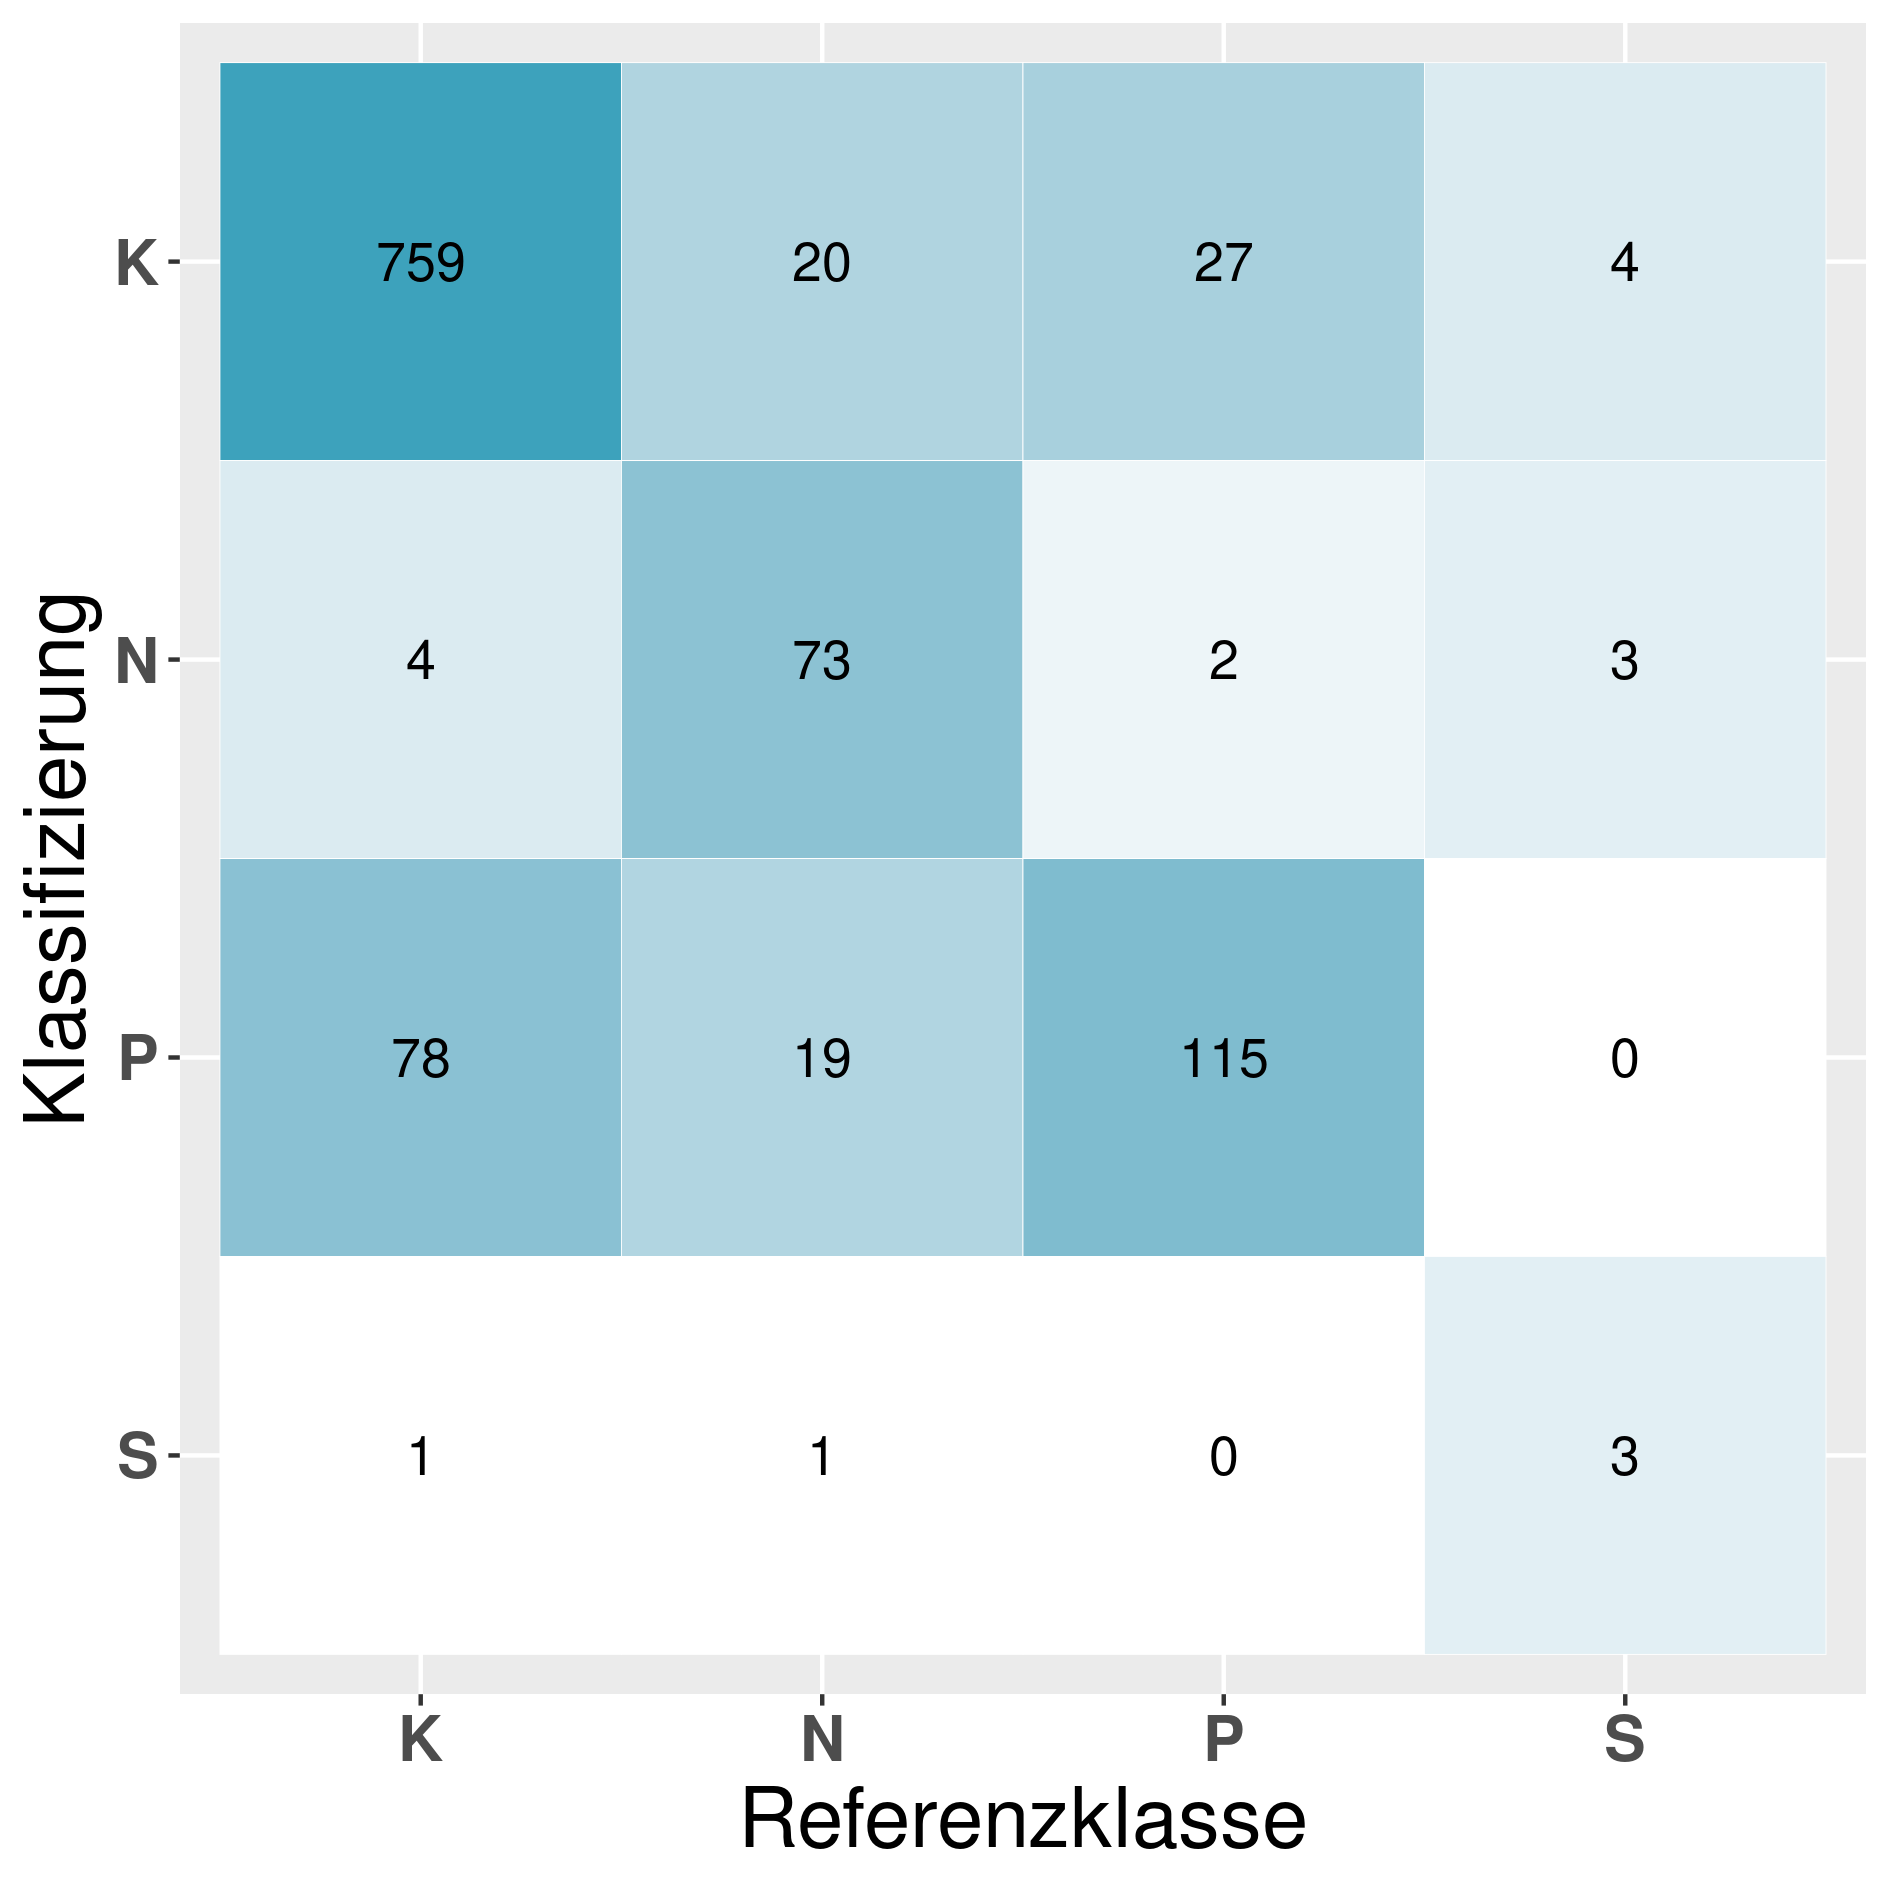 K 759 20 27 4
N 4 73 2 3
P 78 19 115 0
S 1 1 0 3
K N P S
Referenzklasse
Klassifizierung